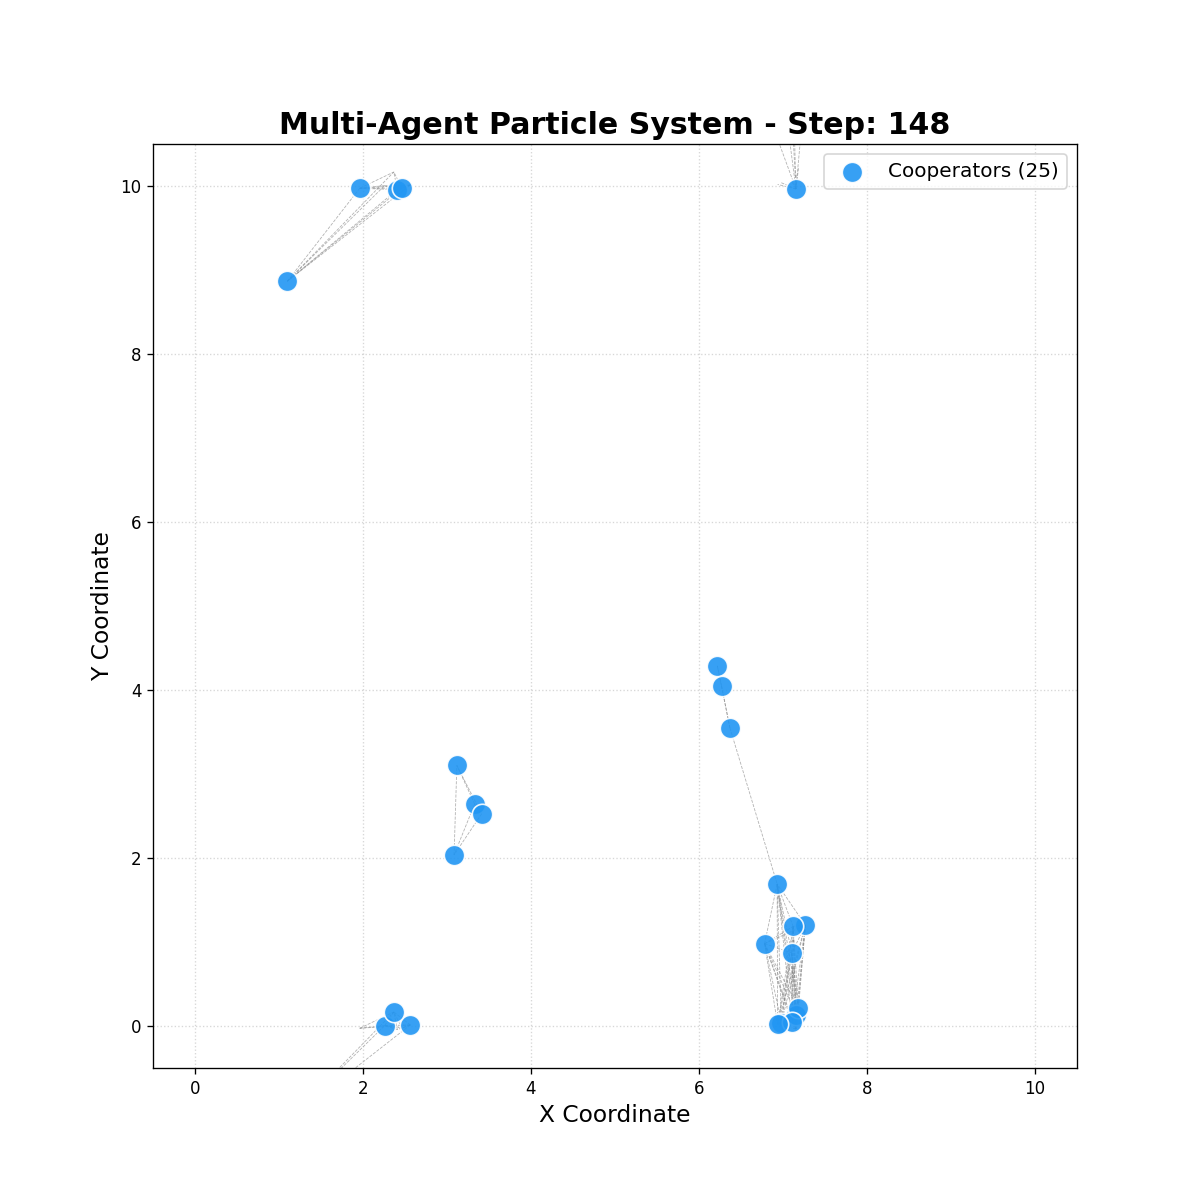 Multi-Agent Particle System - Step: 148
Cooperators (25)
10
8
6
4
2
0
Y Coordinate
0 2 4 6 8 10
X Coordinate